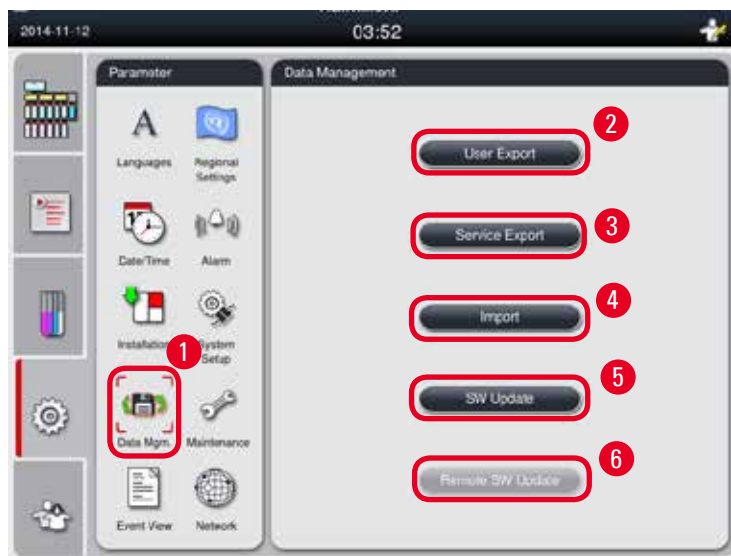 2014-11-12
03:52
Parameter
Data Management
Languages
Regional
Settings
Date/Time
Alarm
Installation
System
Setup
Data Mgm.
Maintenance
Event View
Network
User Export
Service Export
Import
SW Update
Remote SW Update
1
2
3
4
5
6